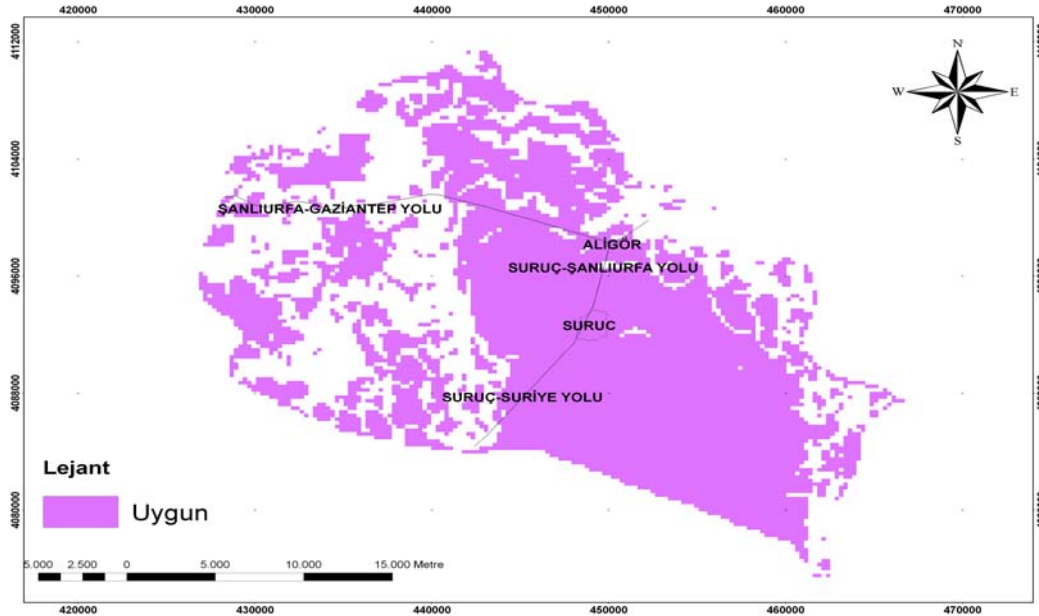 420000 430000 440000 450000 460000 470000
4112000
N
W E
S
4104000
ŞANLIURFA-GAZİANTEP YOLU
ALİGÖR
4096000
SURUÇ-ŞANLIURFA YOLU
SURUC
4088000
SURUÇ-SURİYE YOLU
Lejant
4080000
Uygun
5.000 2.500 0 5.000 10.000 15.000 Metre
420000 430000 440000 450000 460000 470000